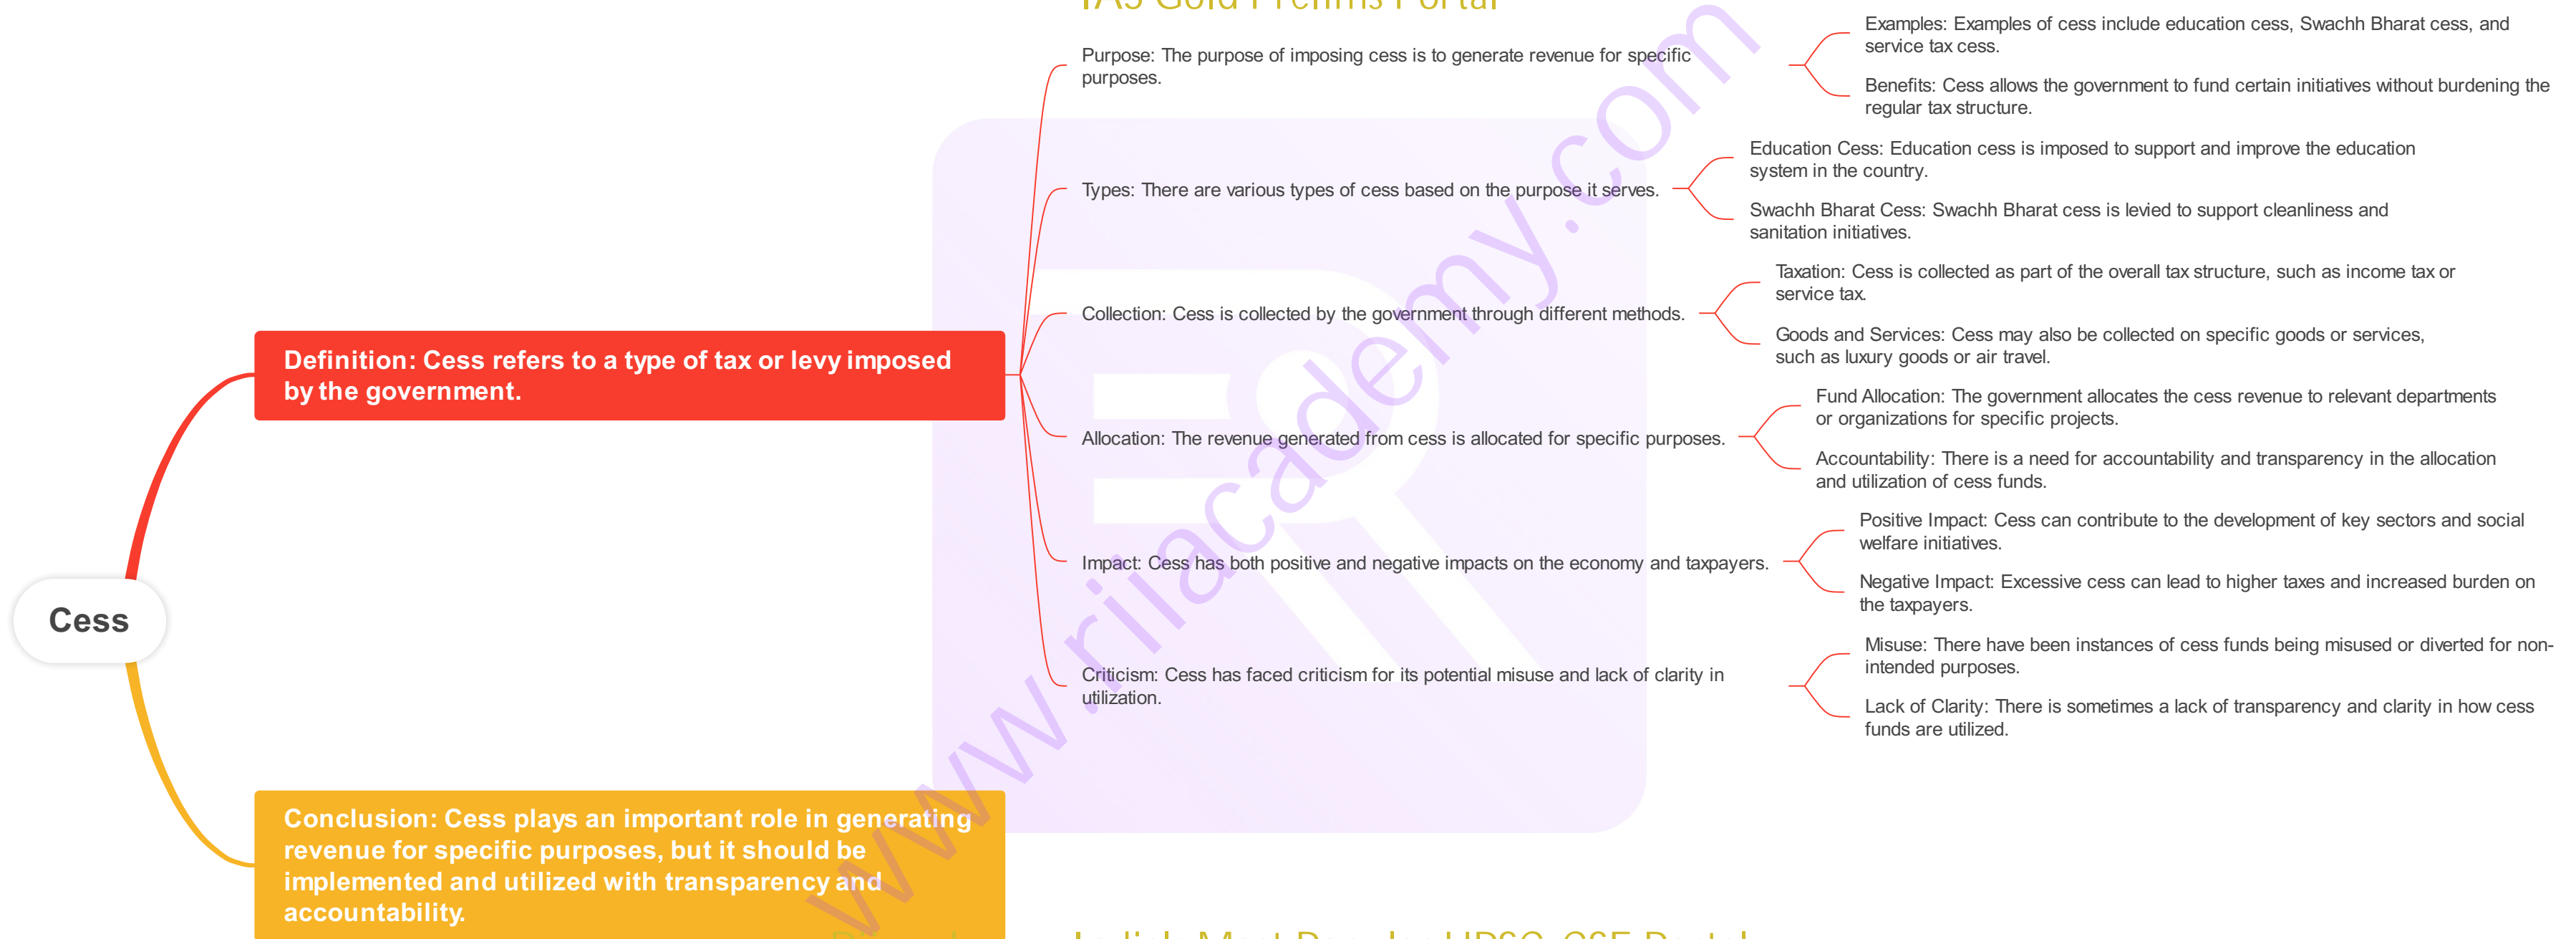 IAS Gold Prelims Portal
Purpose: The purpose of imposing cess is to generate revenue for specific
purposes.
Examples: Examples of cess include education cess, Swachh Bharat cess, and
service tax cess.
Benefits: Cess allows the government to fund certain initiatives without burdening the
regular tax structure.
Types: There are various types of cess based on the purpose it serves.
Education Cess: Education cess is imposed to support and improve the education
system in the country.
Swachh Bharat Cess: Swachh Bharat cess is levied to support cleanliness and
sanitation initiatives.
Collection: Cess is collected by the government through different methods.
Taxation: Cess is collected as part of the overall tax structure, such as income tax or
service tax.
Goods and Services: Cess may also be collected on specific goods or services,
such as luxury goods or air travel.
Definition: Cess refers to a type of tax or levy imposed
by the government.
Allocation: The revenue generated from cess is allocated for specific purposes.
Fund Allocation: The government allocates the cess revenue to relevant departments
or organizations for specific projects.
Accountability: There is a need for accountability and transparency in the allocation
and utilization of cess funds.
Impact: Cess has both positive and negative impacts on the economy and taxpayers.
Positive Impact: Cess can contribute to the development of key sectors and social
welfare initiatives.
Negative Impact: Excessive cess can lead to higher taxes and increased burden on
the taxpayers.
Criticism: Cess has faced criticism for its potential misuse and lack of clarity in
utilization.
Misuse: There have been instances of cess funds being misused or diverted for non-
intended purposes.
Lack of Clarity: There is sometimes a lack of transparency and clarity in how cess
funds are utilized.
Cess
Conclusion: Cess plays an important role in generating
revenue for specific purposes, but it should be
implemented and utilized with transparency and
accountability.
India's Most Popular UPSC CSE Portal